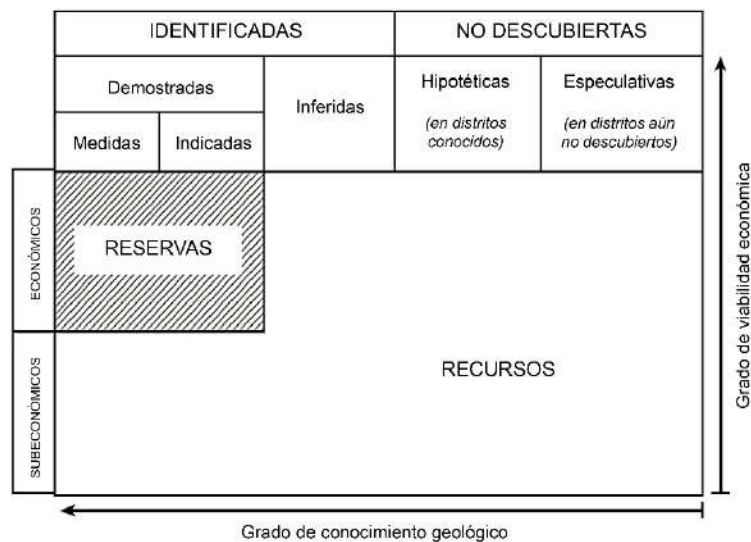 IDENTIFICADAS
NO DESCUBIERTAS
Demostradas
Inferidas
Hipotéticas
(en distritos
conocidos)
Especulativas
(en distritos aún
no descubiertos)
Medidas
Indicadas
ECONÓMICOS
RESERVAS
SUBECONÓMICOS
RECURSOS
Grado de viabilidad económica
Grado de conocimiento geológico